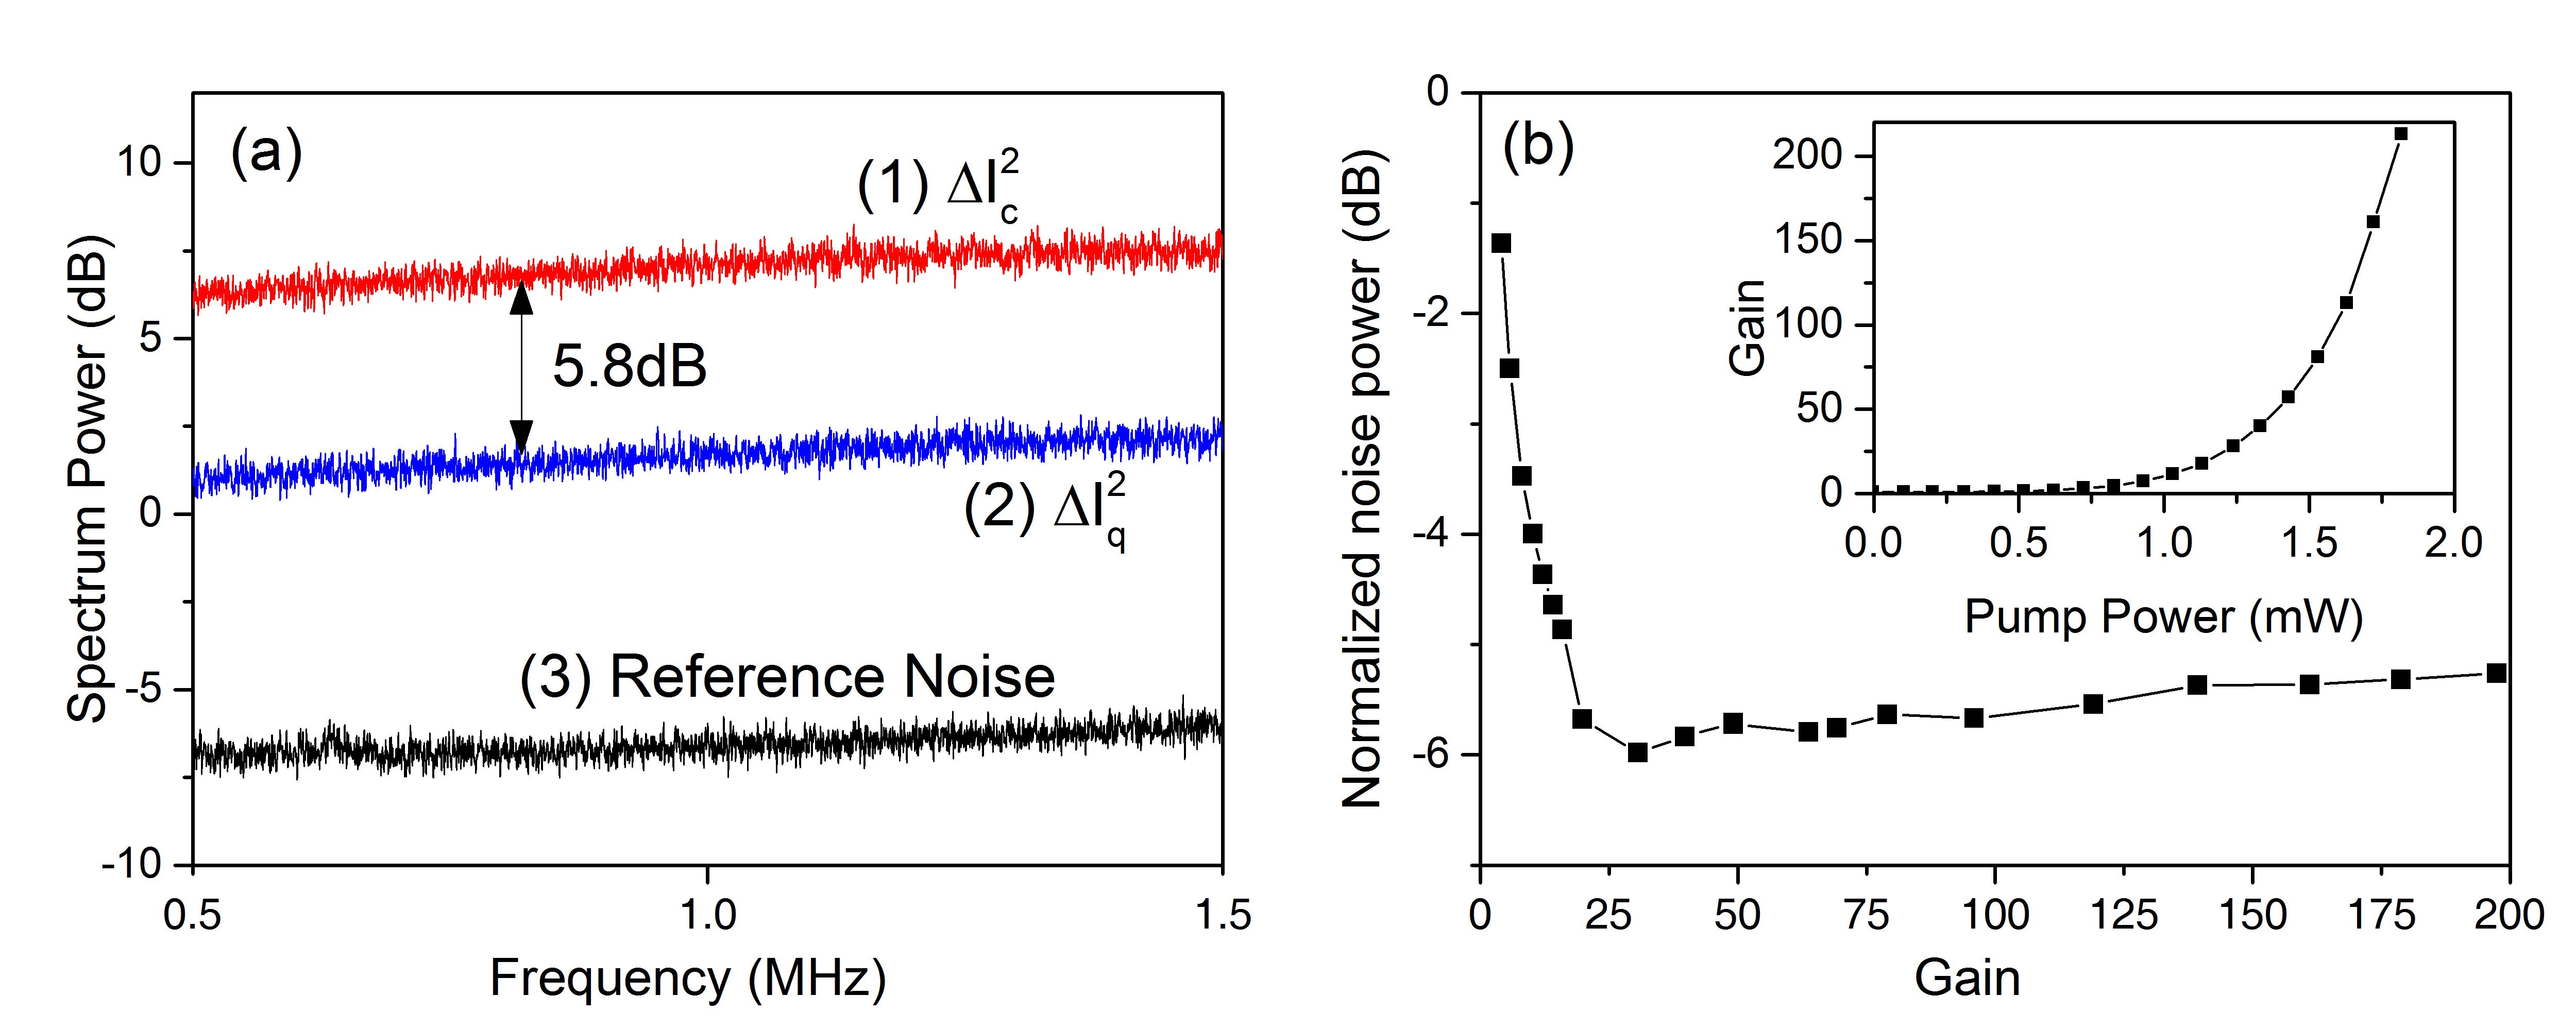 (a)
(1) ΔI_c^2
5.8dB
(2) ΔI_q^2
(3) Reference Noise
Spectrum Power (dB)
10
5
0
-5
-10
0.5 1.0 1.5
Frequency (MHz)
(b)
Normalized noise power (dB)
0
-2
-4
-6
0 25 50 75 100 125 150 175 200
Gain
Gain
200
150
100
50
0
0.0 0.5 1.0 1.5 2.0
Pump Power (mW)